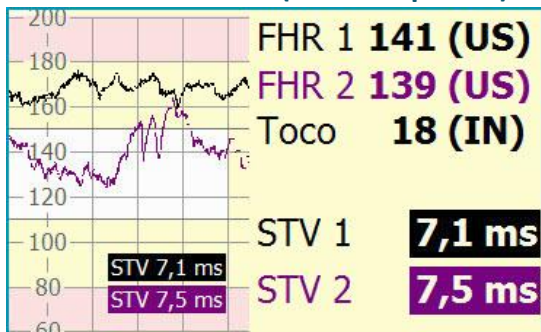 200
180
160
140
120
100
80
60
STV 7,1 ms
STV 7,5 ms
FHR 1 141 (US)
FHR 2 139 (US)
Toco 18 (IN)
STV 1 7,1 ms
STV 2 7,5 ms